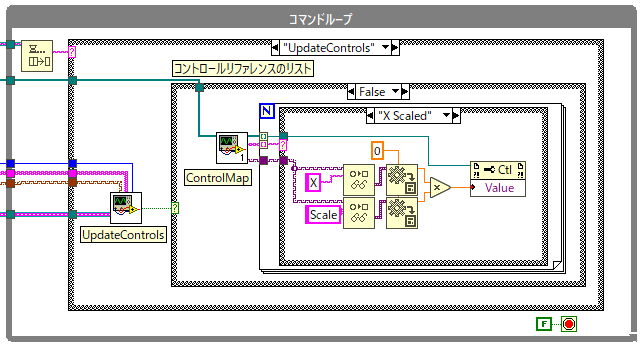 コマンドループ
"UpdateControls"
コントロールリファレンスのリスト
False
N
"X Scaled"
1
ControlMap
0
X
Ctl
Value
Scale
UpdateControls
F